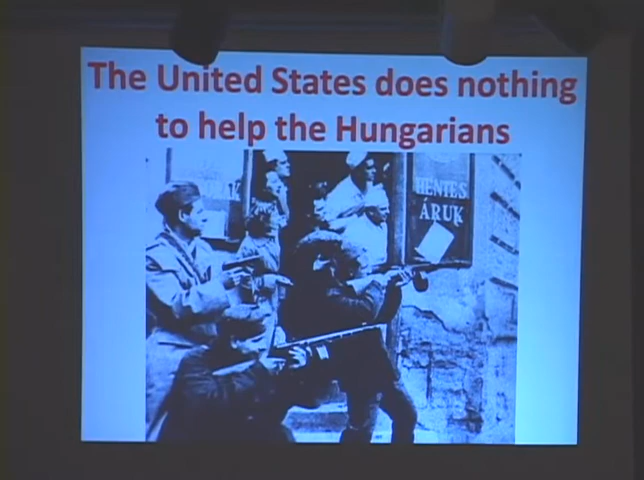 The United States does nothing
to help the Hungarians
HENTES
ÁRUK